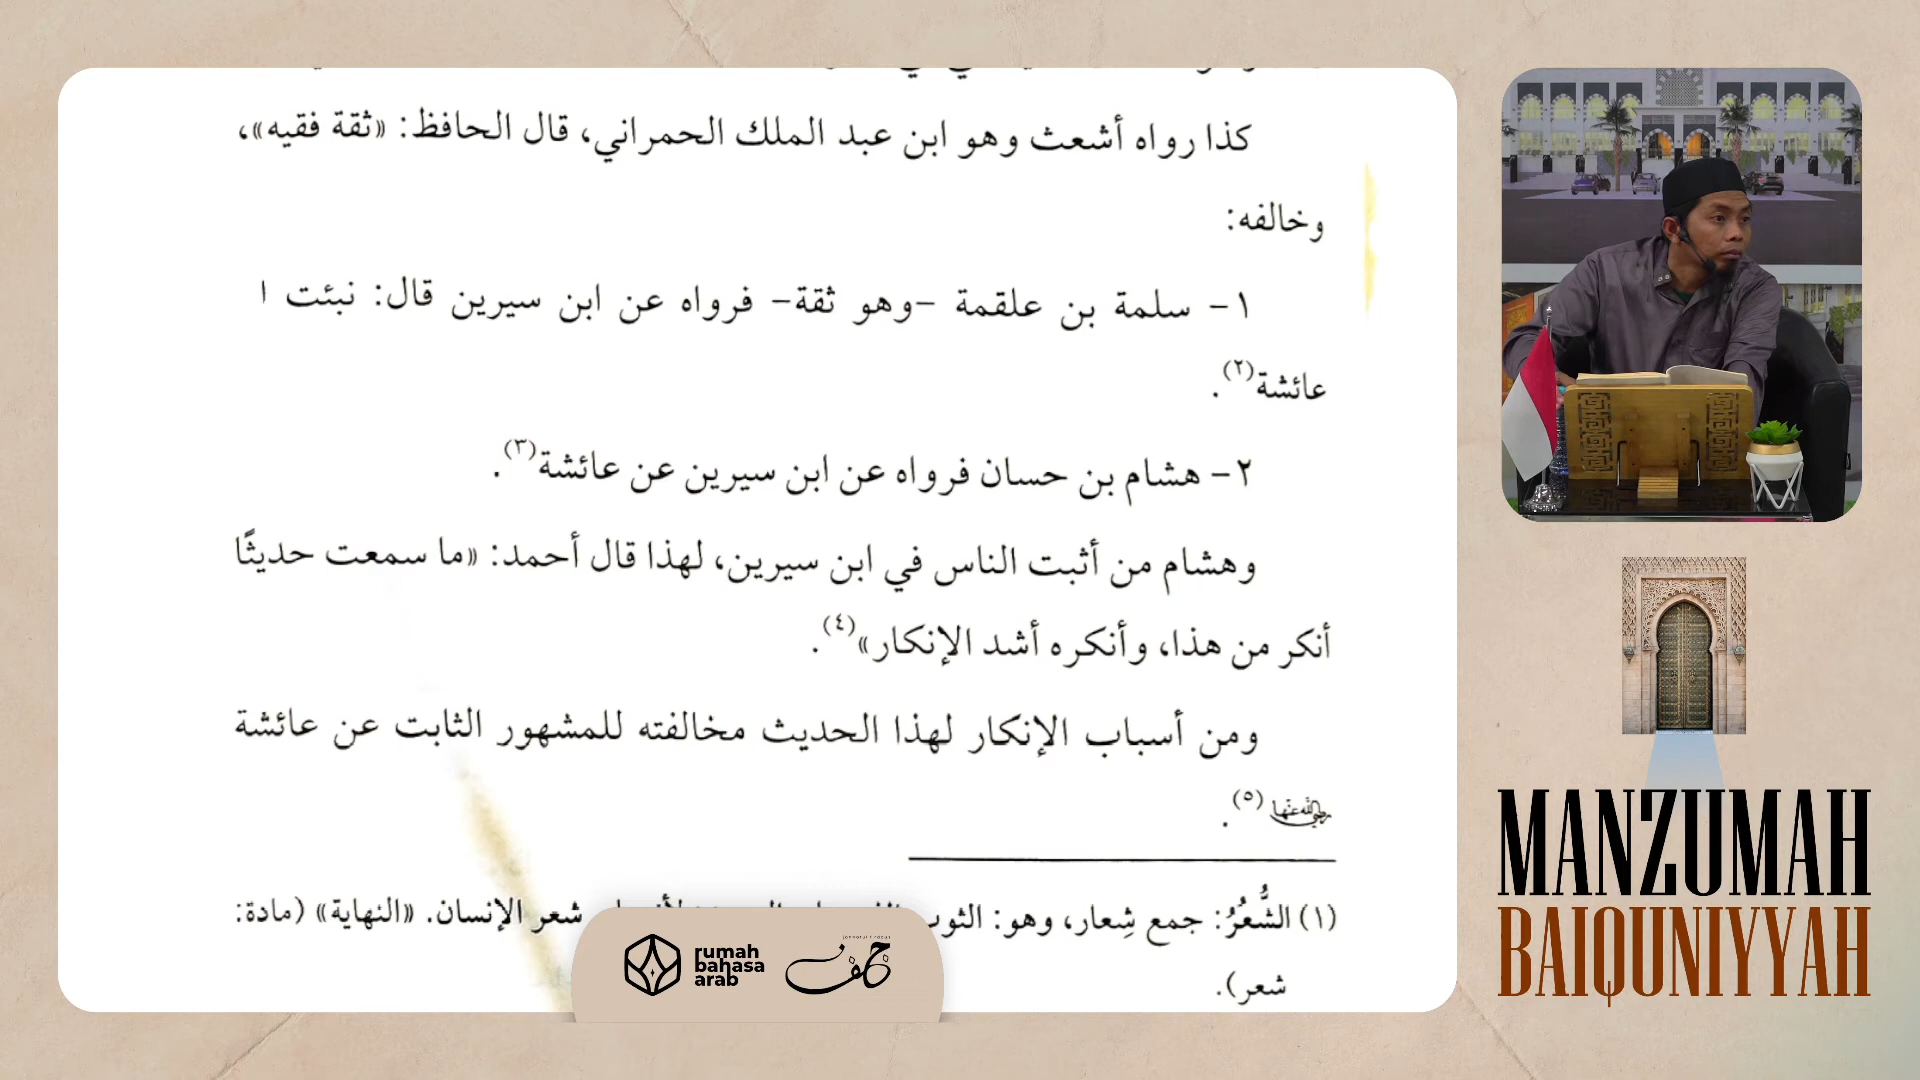 كذا رواه أشعث وهو ابن عبد الملك الحمراني، قال الحافظ: «ثقة فقيه»،
وخالفه:
١- سلمة بن علقمة -وهو ثقة- فرواه عن ابن سيرين قال: نبئت ا
عائشة(٢).
٢- هشام بن حسان فرواه عن ابن سيرين عن عائشة(٣).
وهشام من أثبت الناس في ابن سيرين، لهذا قال أحمد: «ما سمعت حديثًا
أنكر من هذا، وأنكره أشد الإنكار»(٤).
ومن أسباب الإنكار لهذا الحديث مخالفته للمشهور الثابت عن عائشة
رضي الله عنها(٥).
(١) الشُّعُرُ: جمع شِعار، وهو: الثوب شعر الإنسان. «النهاية» (مادة:
شعر).
rumah
bahasa
arab
MANZUMAH
BAIQUNIYYAH